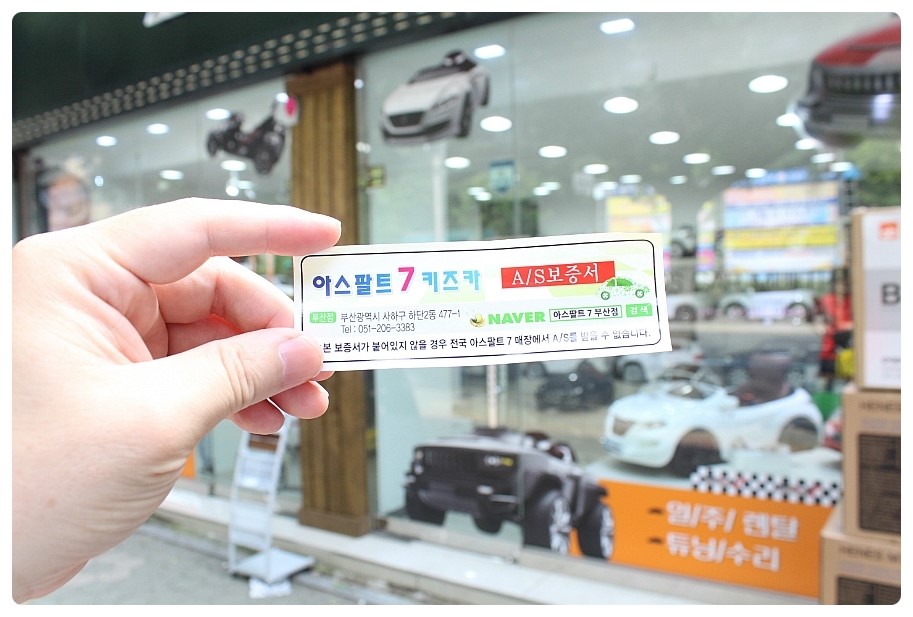 아스팔트7키즈카 A/S보증서
부산점 부산광역시 사하구 하단2동 477-1
Tel : 051-206-3383
NAVER 아스팔트 7 부산점 검색
본 보증서가 붙어있지 않을 경우 전국 아스팔트 7 매장에서 A/S를 받을 수 없습니다.
일/주/ 렌탈
튜닝/수리